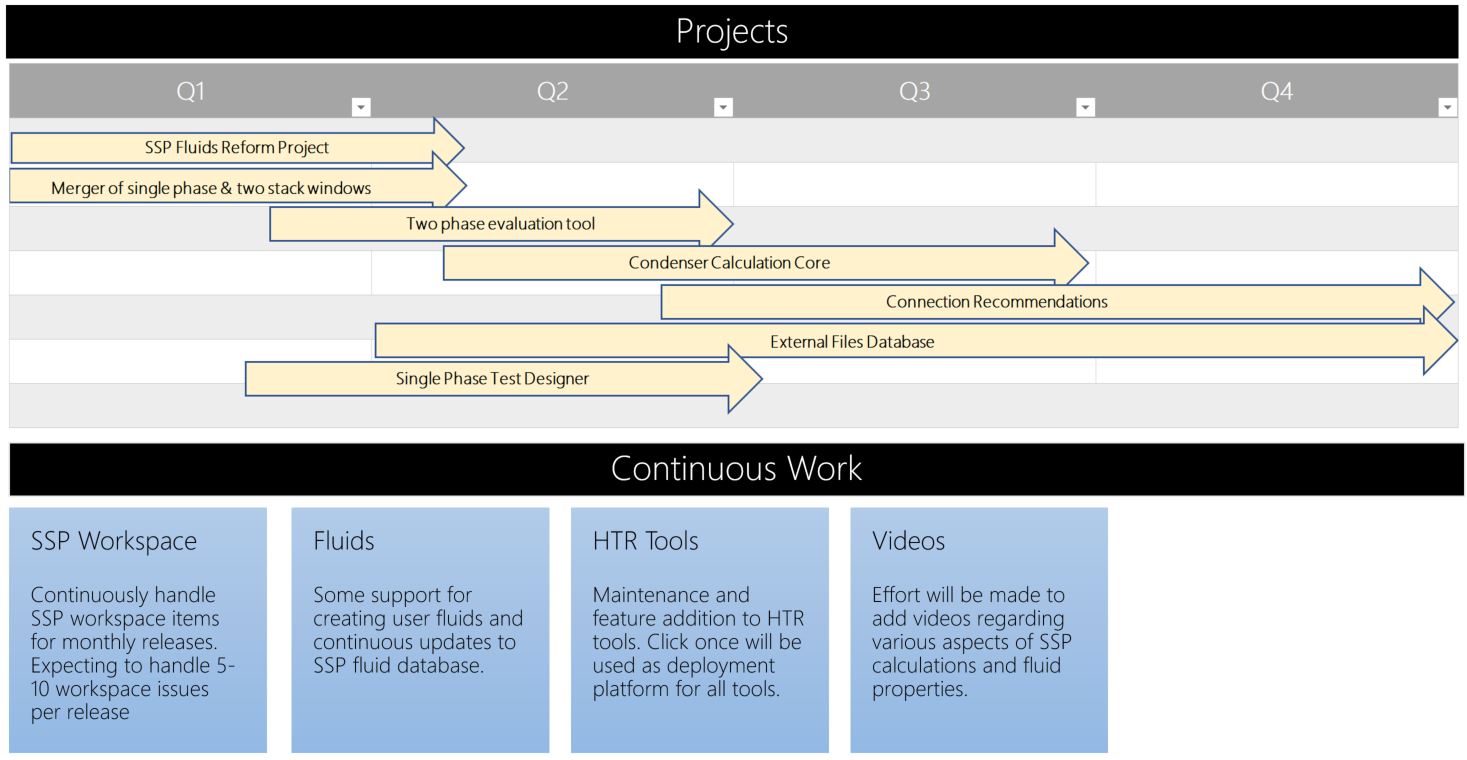 Projects
Q1 Q2 Q3 Q4
SSP Fluids Reform Project
Merger of single phase & two stack windows
Two phase evaluation tool
Condenser Calculation Core
Connection Recommendations
External Files Database
Single Phase Test Designer
Continuous Work
SSP Workspace
Continuously handle
SSP workspace items
for monthly releases.
Expecting to handle 5-
10 workspace issues
per release
Fluids
Some support for
creating user fluids and
continuous updates to
SSP fluid database.
HTR Tools
Maintenance and
feature addition to HTR
tools. Click once will be
used as deployment
platform for all tools.
Videos
Effort will be made to
add videos regarding
various aspects of SSP
calculations and fluid
properties.